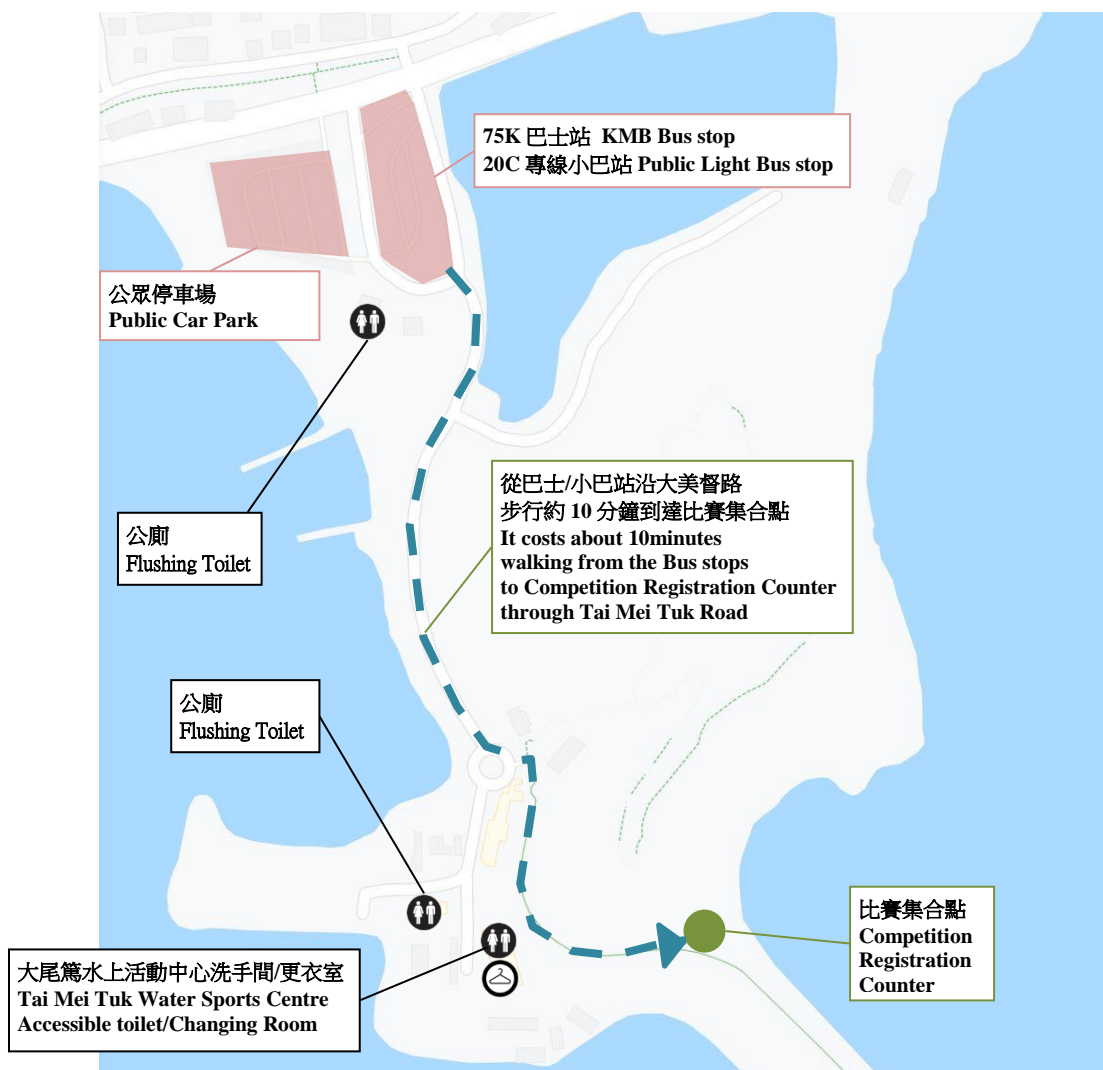 75K 巴士站 KMB Bus stop
20C 專線小巴站 Public Light Bus stop
公眾停車場
Public Car Park
從巴士/小巴站沿大美督路
步行約 10 分鐘到達比賽集合點
It costs about 10minutes
walking from the Bus stops
to Competition Registration Counter
through Tai Mei Tuk Road
公廁
Flushing Toilet
公廁
Flushing Toilet
比賽集合點
Competition
Registration
Counter
大尾篤水上活動中心洗手間/更衣室
Tai Mei Tuk Water Sports Centre
Accessible toilet/Changing Room